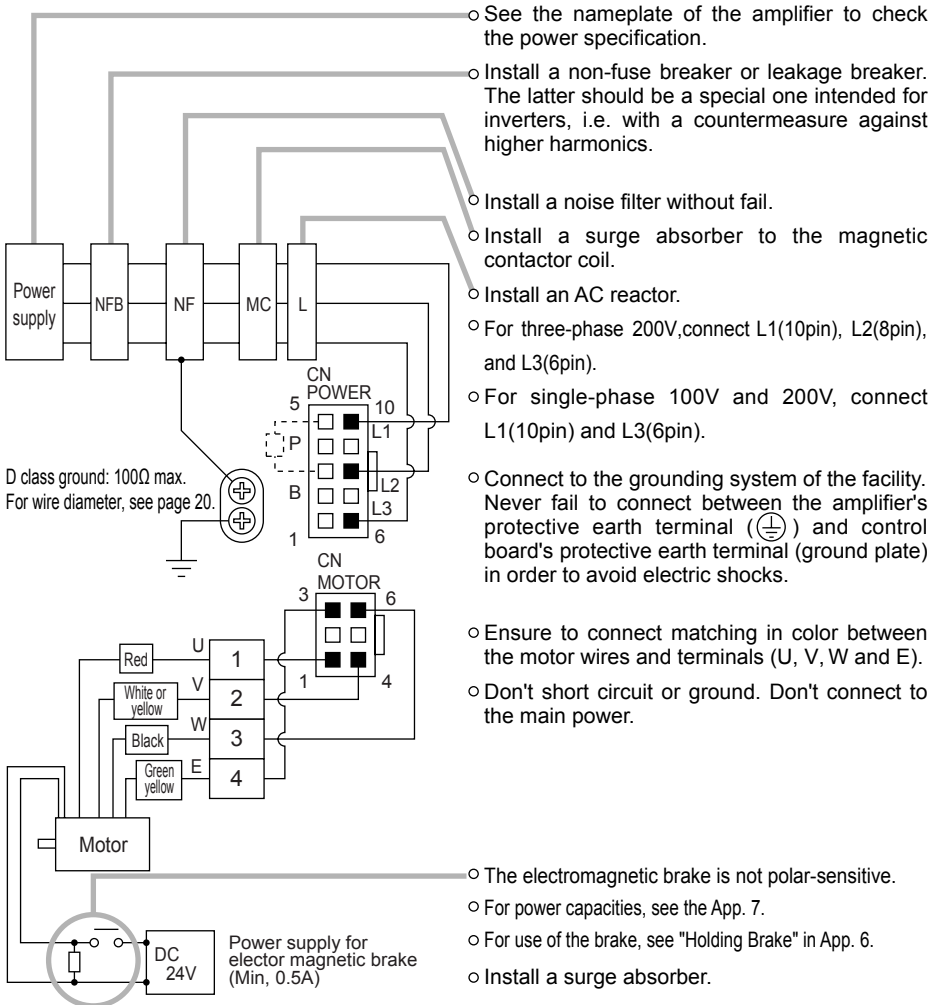 See the nameplate of the amplifier to check
the power specification.
Install a non-fuse breaker or leakage breaker.
The latter should be a special one intended for
inverters, i.e. with a countermeasure against
higher harmonics.
Install a noise filter without fail.
Install a surge absorber to the magnetic
contactor coil.
Install an AC reactor.
For three-phase 200V,connect L1(10pin), L2(8pin),
and L3(6pin).
For single-phase 100V and 200V, connect
L1(10pin) and L3(6pin).
Connect to the grounding system of the facility.
Never fail to connect between the amplifier's
protective earth terminal (⏚) and control
board's protective earth terminal (ground plate)
in order to avoid electric shocks.
Ensure to connect matching in color between
the motor wires and terminals (U, V, W and E).
Don't short circuit or ground. Don't connect to
the main power.
The electromagnetic brake is not polar-sensitive.
For power capacities, see the App. 7.
For use of the brake, see "Holding Brake" in App. 6.
Install a surge absorber.
Power
supply
NFB
NF
MC
L
CN
POWER
5
10
L1
P
L2
B
L3
1
6
D class ground: 100Ω max.
For wire diameter, see page 20.
CN
MOTOR
3
6
1
4
Red
U
1
White or
yellow
V
2
Black
W
3
Green
yellow
E
4
Motor
DC
24V
Power supply for
elector magnetic brake
(Min, 0.5A)